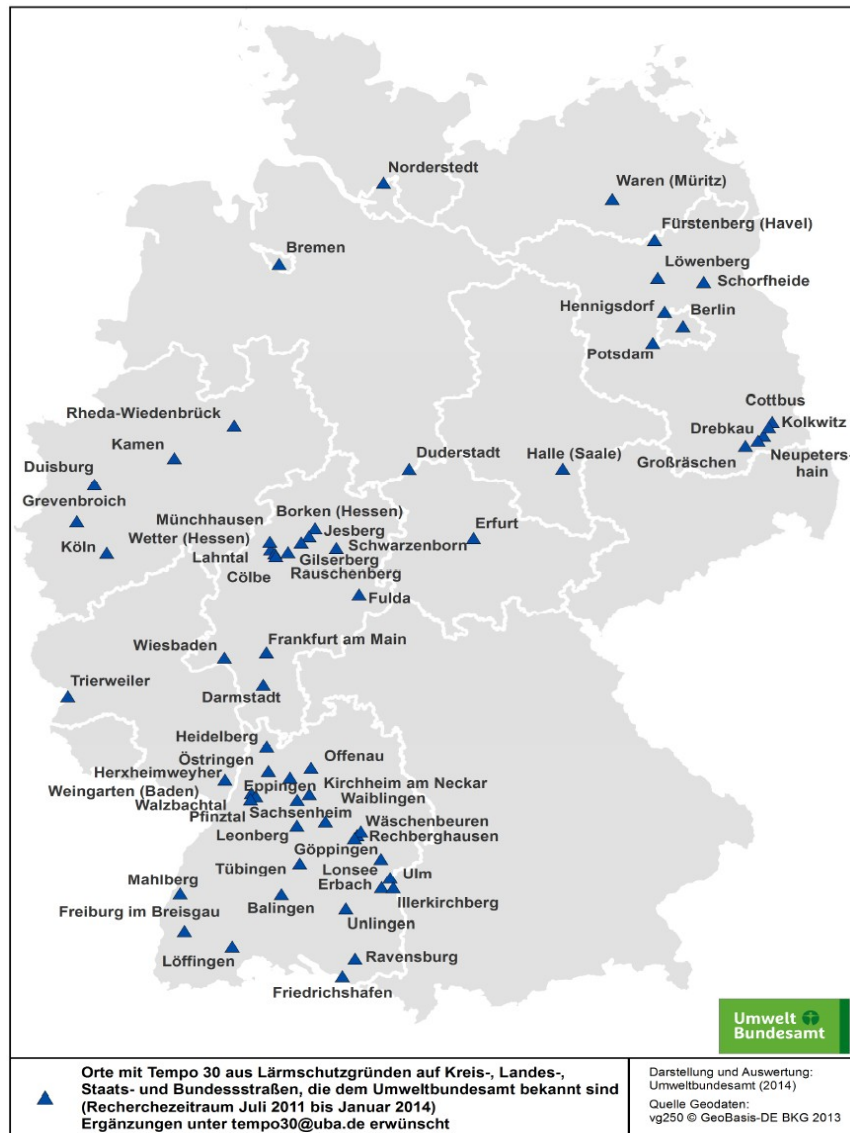 Norderstedt
Waren (Müritz)
Fürstenberg (Havel)
Bremen
Löwenberg
Schorfheide
Hennigsdorf
Berlin
Potsdam
Cottbus
Rheda-Wiedenbrück
Kolkwitz
Drebkau
Kamen
Duderstadt
Halle (Saale)
Großräschen
Neupeters-
hain
Duisburg
Grevenbroich
Borken (Hessen)
Münchhausen
Jesberg
Erfurt
Wetter (Hessen)
Schwarzenborn
Köln
Lahntal
Gilserberg
Cölbe
Rauschenberg
Fulda
Wiesbaden
Frankfurt am Main
Trierweiler
Darmstadt
Heidelberg
Östringen
Offenau
Herxheimweyher
Eppingen
Kirchheim am Neckar
Weingarten (Baden)
Waiblingen
Walzbachtal
Sachsenheim
Pfinztal
Wäschenbeuren
Leonberg
Rechberghausen
Göppingen
Tübingen
Lonsee
Ulm
Mahlberg
Erbach
Balingen
Illerkirchberg
Freiburg im Breisgau
Unlingen
Löffingen
Ravensburg
Friedrichshafen
Umwelt
Bundesamt
Orte mit Tempo 30 aus Lärmschutzgründen auf Kreis-, Landes-,
Staats- und Bundessstraßen, die dem Umweltbundesamt bekannt sind
(Recherchezeitraum Juli 2011 bis Januar 2014)
Ergänzungen unter tempo30@uba.de erwünscht
Darstellung und Auswertung:
Umweltbundesamt (2014)
Quelle Geodaten:
vg250 © GeoBasis-DE BKG 2013